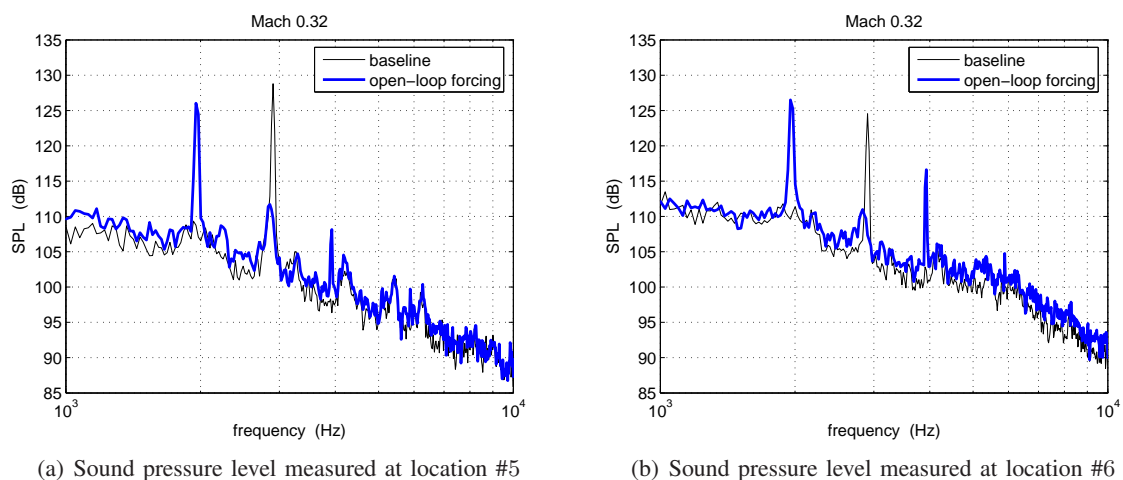 Mach 0.32
135
130
125
120
115
110
105
100
95
90
85
SPL (dB)
baseline
open−loop forcing
10^3
10^4
frequency (Hz)
(a) Sound pressure level measured at location #5
Mach 0.32
135
130
125
120
115
110
105
100
95
90
85
SPL (dB)
baseline
open−loop forcing
10^3
10^4
frequency (Hz)
(b) Sound pressure level measured at location #6